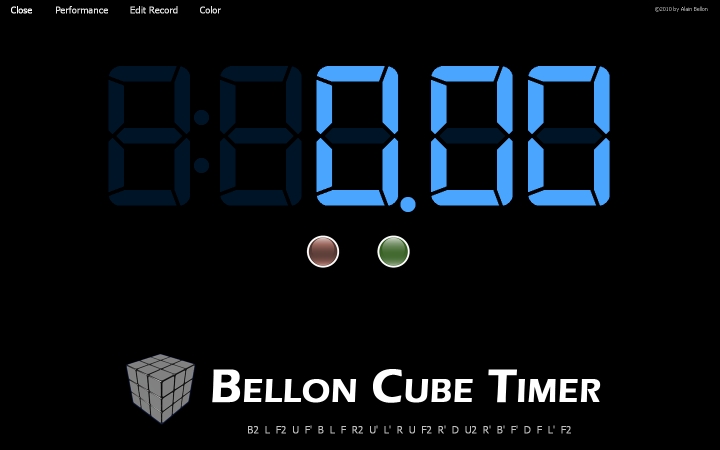 Close Performance Edit Record Color ©2010 by Alain Bellon
0.00
BELLON CUBE TIMER
B2 L F2 U F' B L F R2 U' L' R U F2 R' D U2 R' B' F' D F L' F2